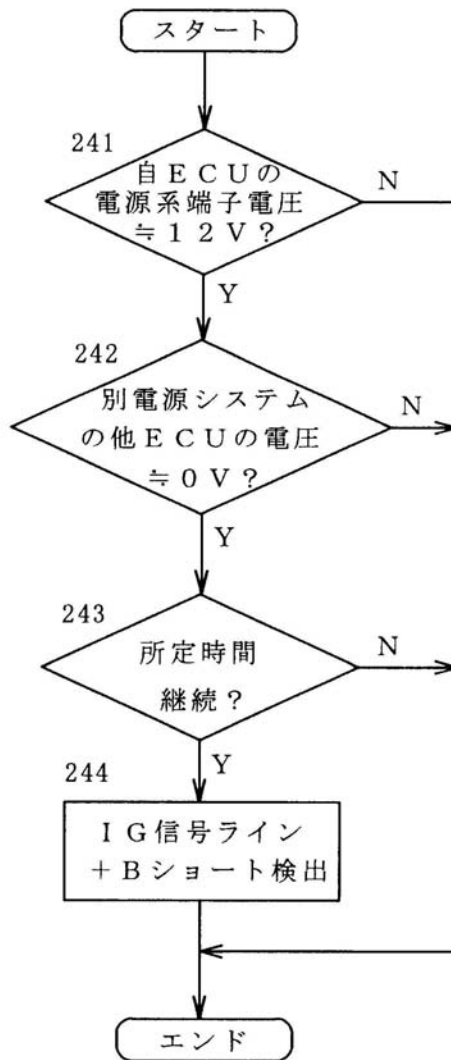 スタート
241
自ECUの
電源系端子電圧
≒12V?
N
Y
242
別電源システム
の他ECUの電圧
≒0V?
N
Y
243
所定時間
継続?
N
Y
244
IG信号ライン
+Bショート検出
エンド